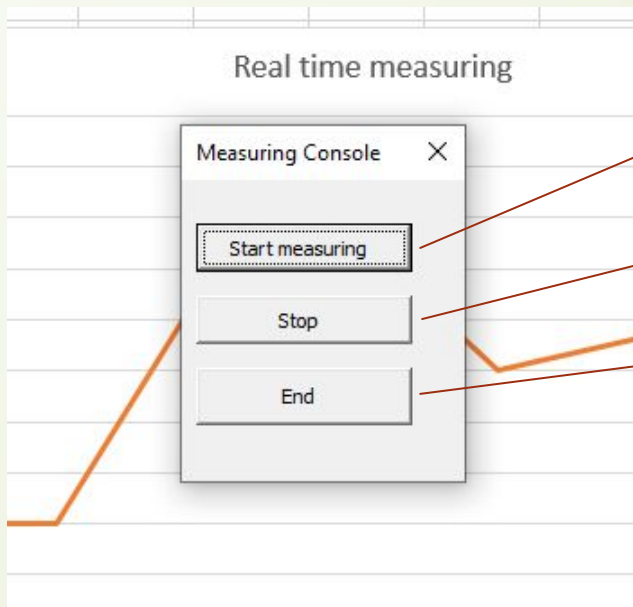 Real time measuring
Measuring Console
Start measuring
Stop
End